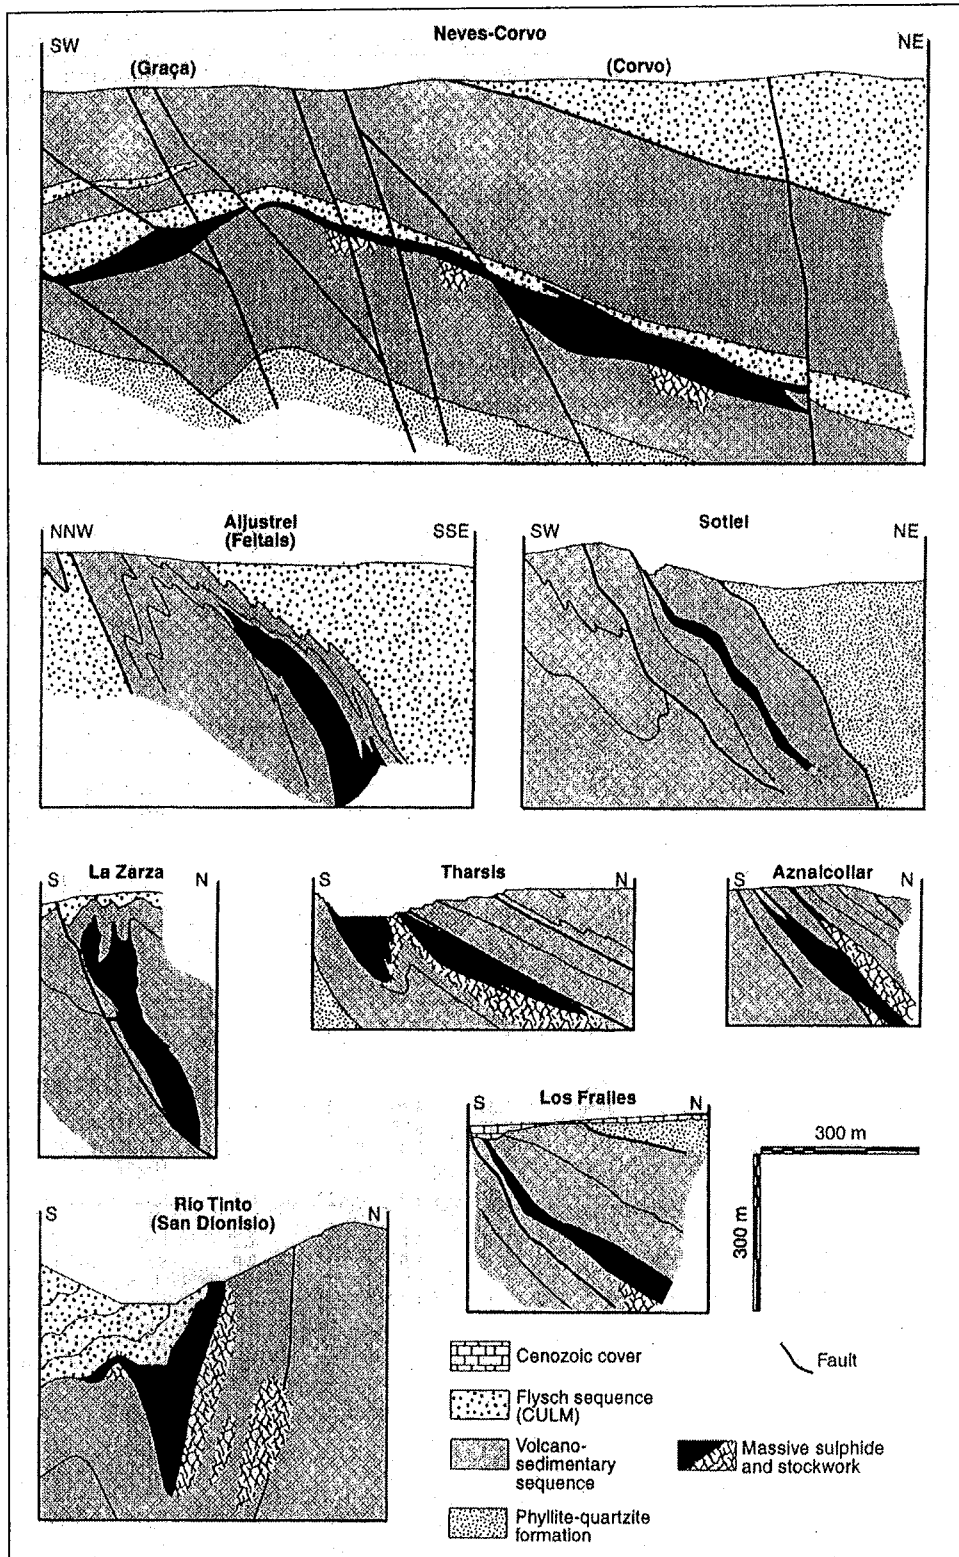 Neves-Corvo
SW
NE
(Graça)
(Corvo)
Aljustrel
(Feitais)
NNW
SSE
Sotiel
SW
NE
La Zarza
S
N
Tharsis
S
N
Aznalcollar
S
N
Los Frailes
S
N
300 m
300 m
Río Tinto
(San Dionisio)
S
N
Cenozoic cover
Fault
Flysch sequence
(CULM)
Volcano-
sedimentary
sequence
Massive sulphide
and stockwork
Phyllite-quartzite
formation